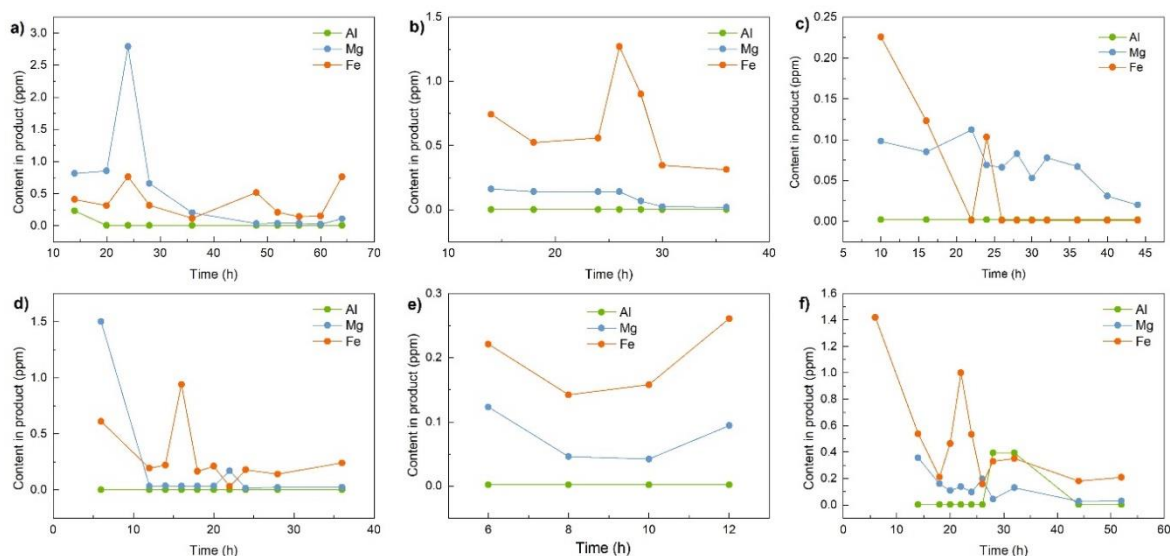 a)
Al
Mg
Fe
Content in product (ppm)
3.0
2.5
2.0
1.5
1.0
0.5
0.0
10 20 30 40 50 60 70
Time (h)
b)
Al
Mg
Fe
Content in product (ppm)
1.5
1.0
0.5
0.0
10 20 30 40
Time (h)
c)
Al
Mg
Fe
Content in product (ppm)
0.25
0.20
0.15
0.10
0.05
0.00
5 10 15 20 25 30 35 40 45
Time (h)
d)
Al
Mg
Fe
Content in product (ppm)
1.5
1.0
0.5
0.0
0 10 20 30 40
Time (h)
e)
Al
Mg
Fe
Content in product (ppm)
0.3
0.2
0.1
0.0
6 8 10 12
Time (h)
f)
Al
Mg
Fe
Content in product (ppm)
1.6
1.4
1.2
1.0
0.8
0.6
0.4
0.2
0.0
0 10 20 30 40 50 60
Time (h)